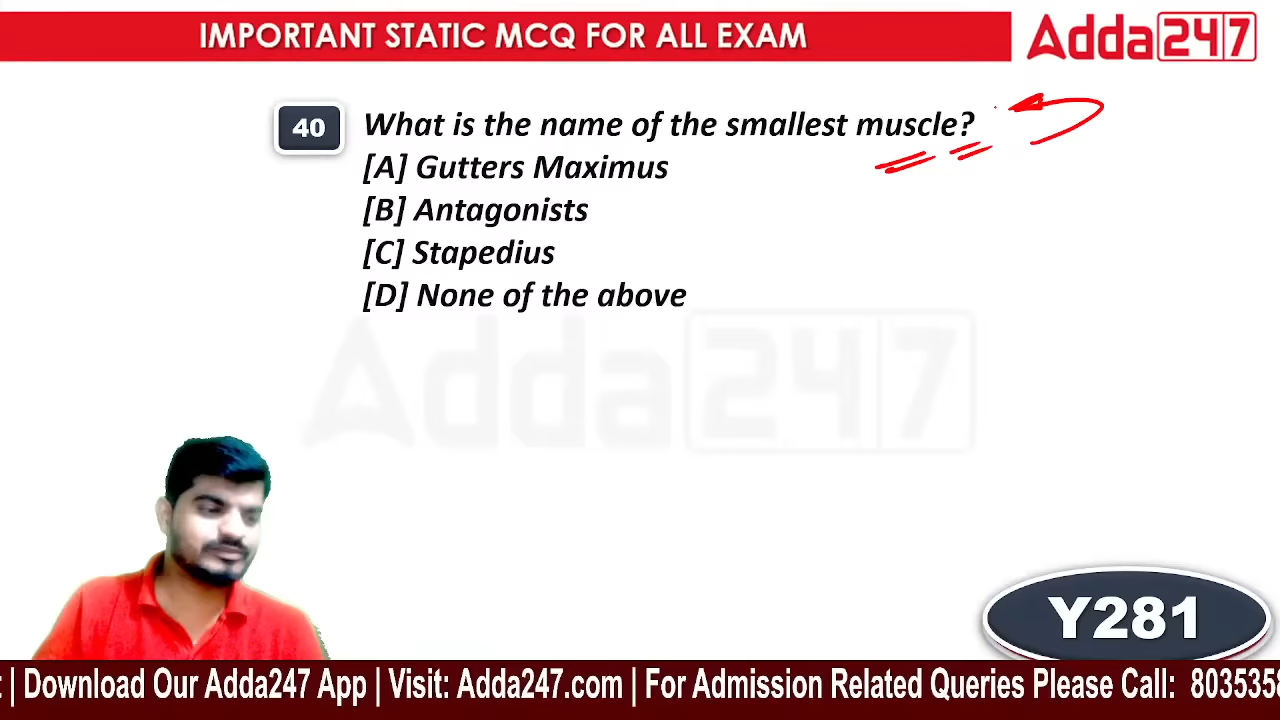 IMPORTANT STATIC MCQ FOR ALL EXAM
Adda247
40 What is the name of the smallest muscle?
[A] Gutters Maximus
[B] Antagonists
[C] Stapedius
[D] None of the above
Adda247
Y281
| Download Our Adda247 App | Visit: Adda247.com | For Admission Related Queries Please Call: 803535